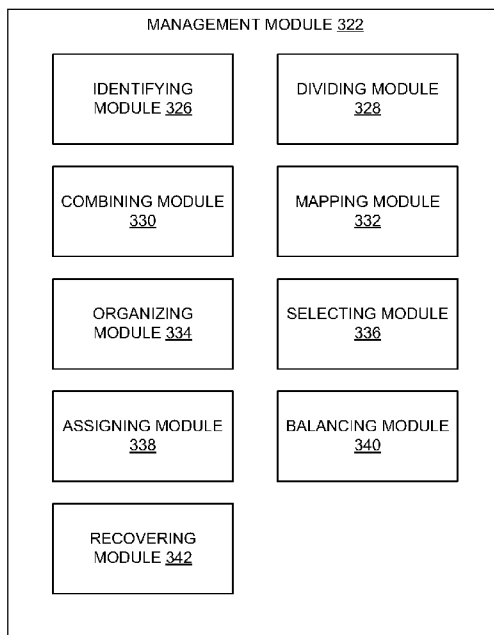 MANAGEMENT MODULE 322
IDENTIFYING
MODULE 326
DIVIDING MODULE
328
COMBINING MODULE
330
MAPPING MODULE
332
ORGANIZING
MODULE 334
SELECTING MODULE
336
ASSIGNING MODULE
338
BALANCING MODULE
340
RECOVERING
MODULE 342